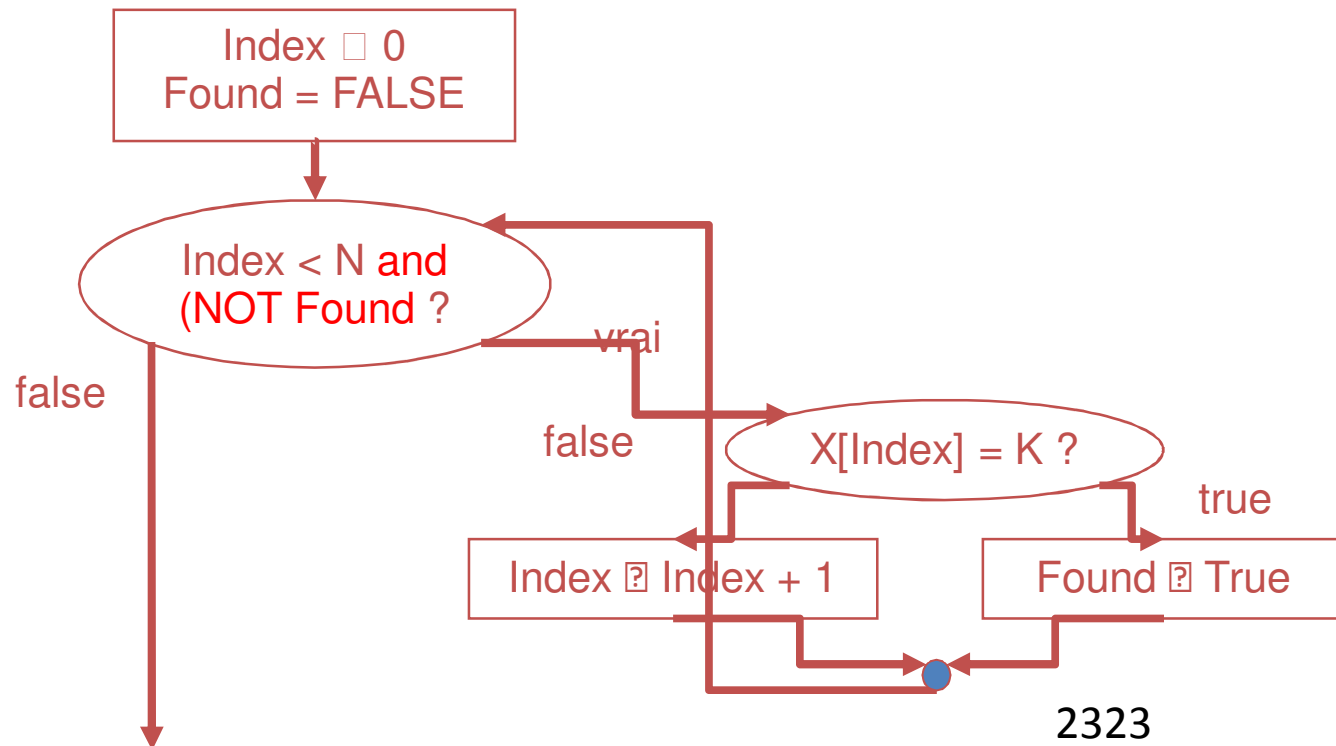 Index □ 0
Found = FALSE
Index < N and
(NOT Found ?
vrai
false
false
X[Index] = K ?
true
Index ⍰ Index + 1
Found ⍰ True
2323